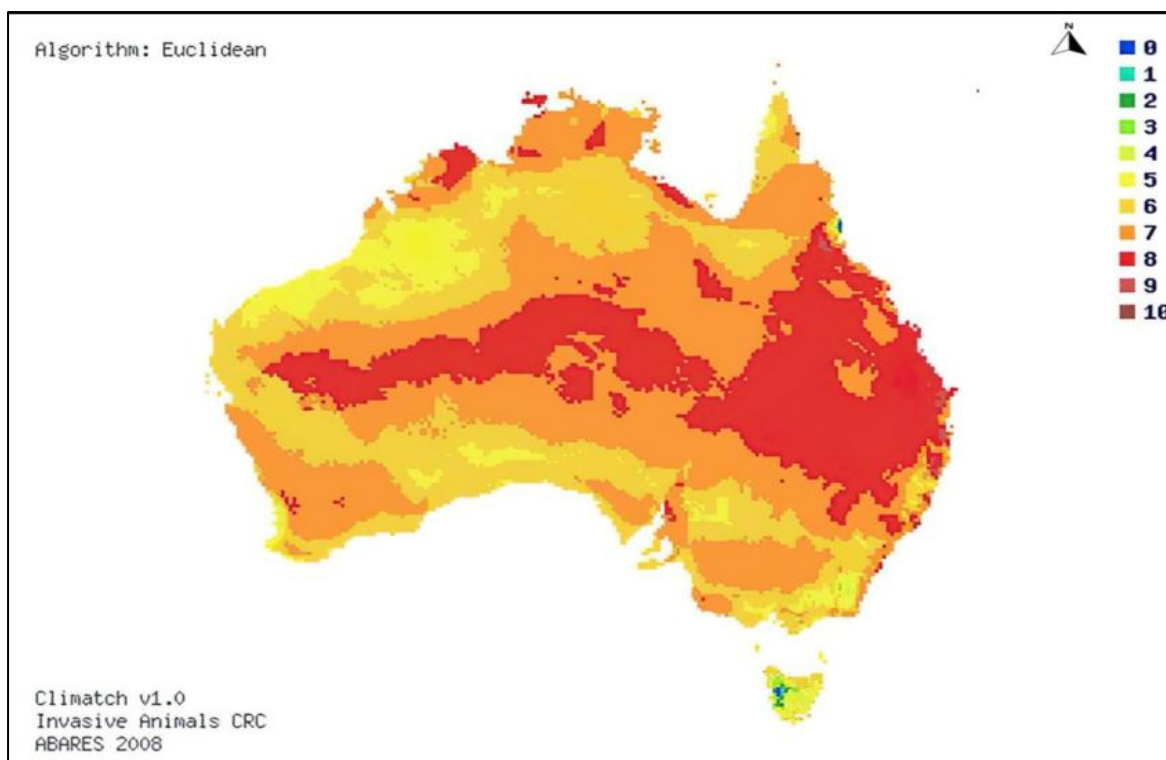 Algorithm: Euclidean
N
0
1
2
3
4
5
6
7
8
9
10
Climatch v1.0
Invasive Animals CRC
ABARES 2008